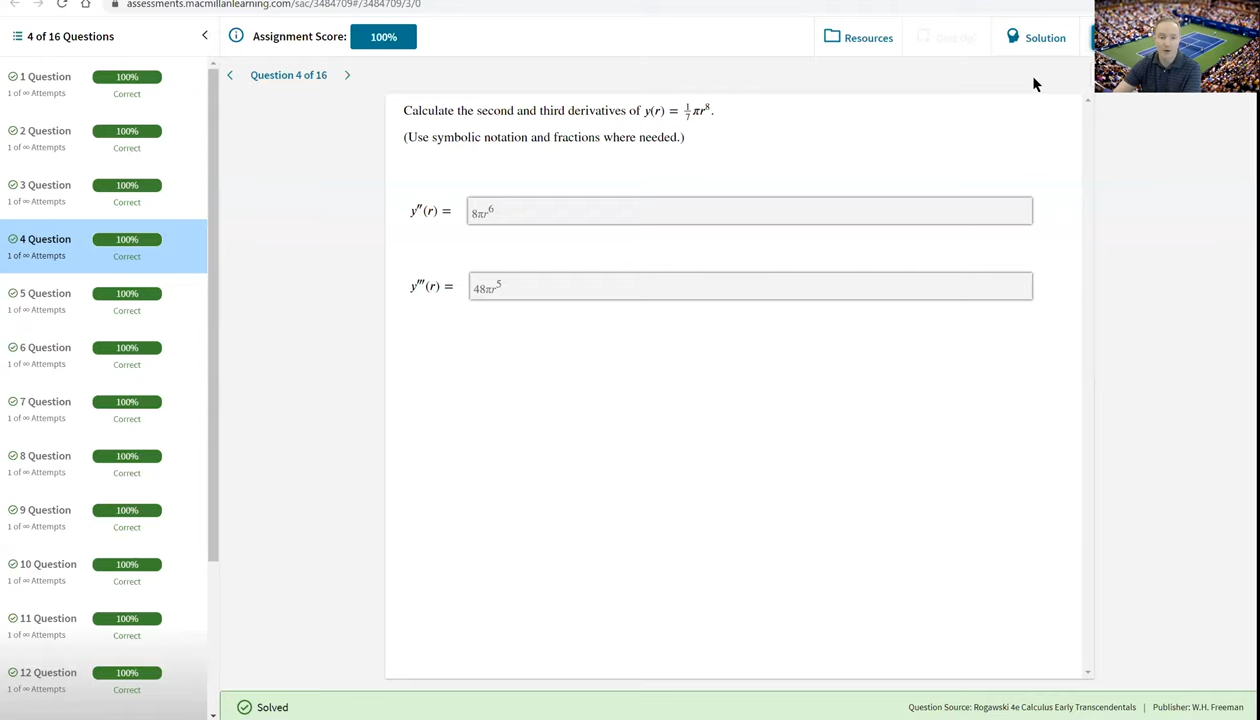 assessments.macmillanlearning.com/sac/3484709#/3484709/3/0
4 of 16 Questions
Assignment Score: 100%
Resources
Give Up?
Solution
1 Question 100%
1 of ∞ Attempts Correct
2 Question 100%
1 of ∞ Attempts Correct
3 Question 100%
1 of ∞ Attempts Correct
4 Question 100%
1 of ∞ Attempts Correct
5 Question 100%
1 of ∞ Attempts Correct
6 Question 100%
1 of ∞ Attempts Correct
7 Question 100%
1 of ∞ Attempts Correct
8 Question 100%
1 of ∞ Attempts Correct
9 Question 100%
1 of ∞ Attempts Correct
10 Question 100%
1 of ∞ Attempts Correct
11 Question 100%
1 of ∞ Attempts Correct
12 Question 100%
1 of ∞ Attempts Correct
Question 4 of 16
Calculate the second and third derivatives of y(r) = 1/7 πr⁸.
(Use symbolic notation and fractions where needed.)
y″(r) = 8πr⁶
y‴(r) = 48πr⁵
Solved
Question Source: Rogawski 4e Calculus Early Transcendentals | Publisher: W.H. Freeman